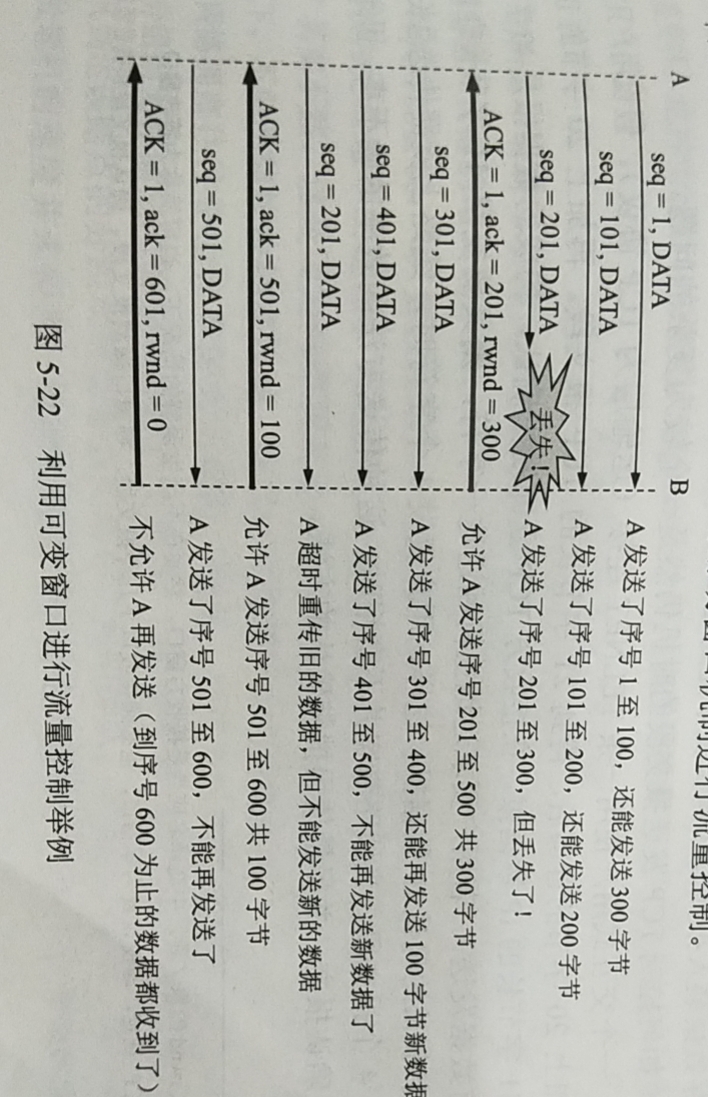 动窗口机制进行流量控制。
A B
seq = 1, DATA A 发送了序号 1 至 100，还能发送 300 字节
seq = 101, DATA A 发送了序号 101 至 200，还能发送 200 字节
seq = 201, DATA 丢失！ A 发送了序号 201 至 300，但丢失了！
ACK = 1, ack = 201, rwnd = 300 允许 A 发送序号 201 至 500 共 300 字节
seq = 301, DATA A 发送了序号 301 至 400，还能再发送 100 字节新数据
seq = 401, DATA A 发送了序号 401 至 500，不能再发送新数据了
seq = 201, DATA A 超时重传旧的数据，但不能发送新的数据
ACK = 1, ack = 501, rwnd = 100 允许 A 发送序号 501 至 600 共 100 字节
seq = 501, DATA A 发送了序号 501 至 600，不能再发送了
ACK = 1, ack = 601, rwnd = 0 不允许 A 再发送（到序号 600 为止的数据都收到了）
图 5-22 利用可变窗口进行流量控制举例